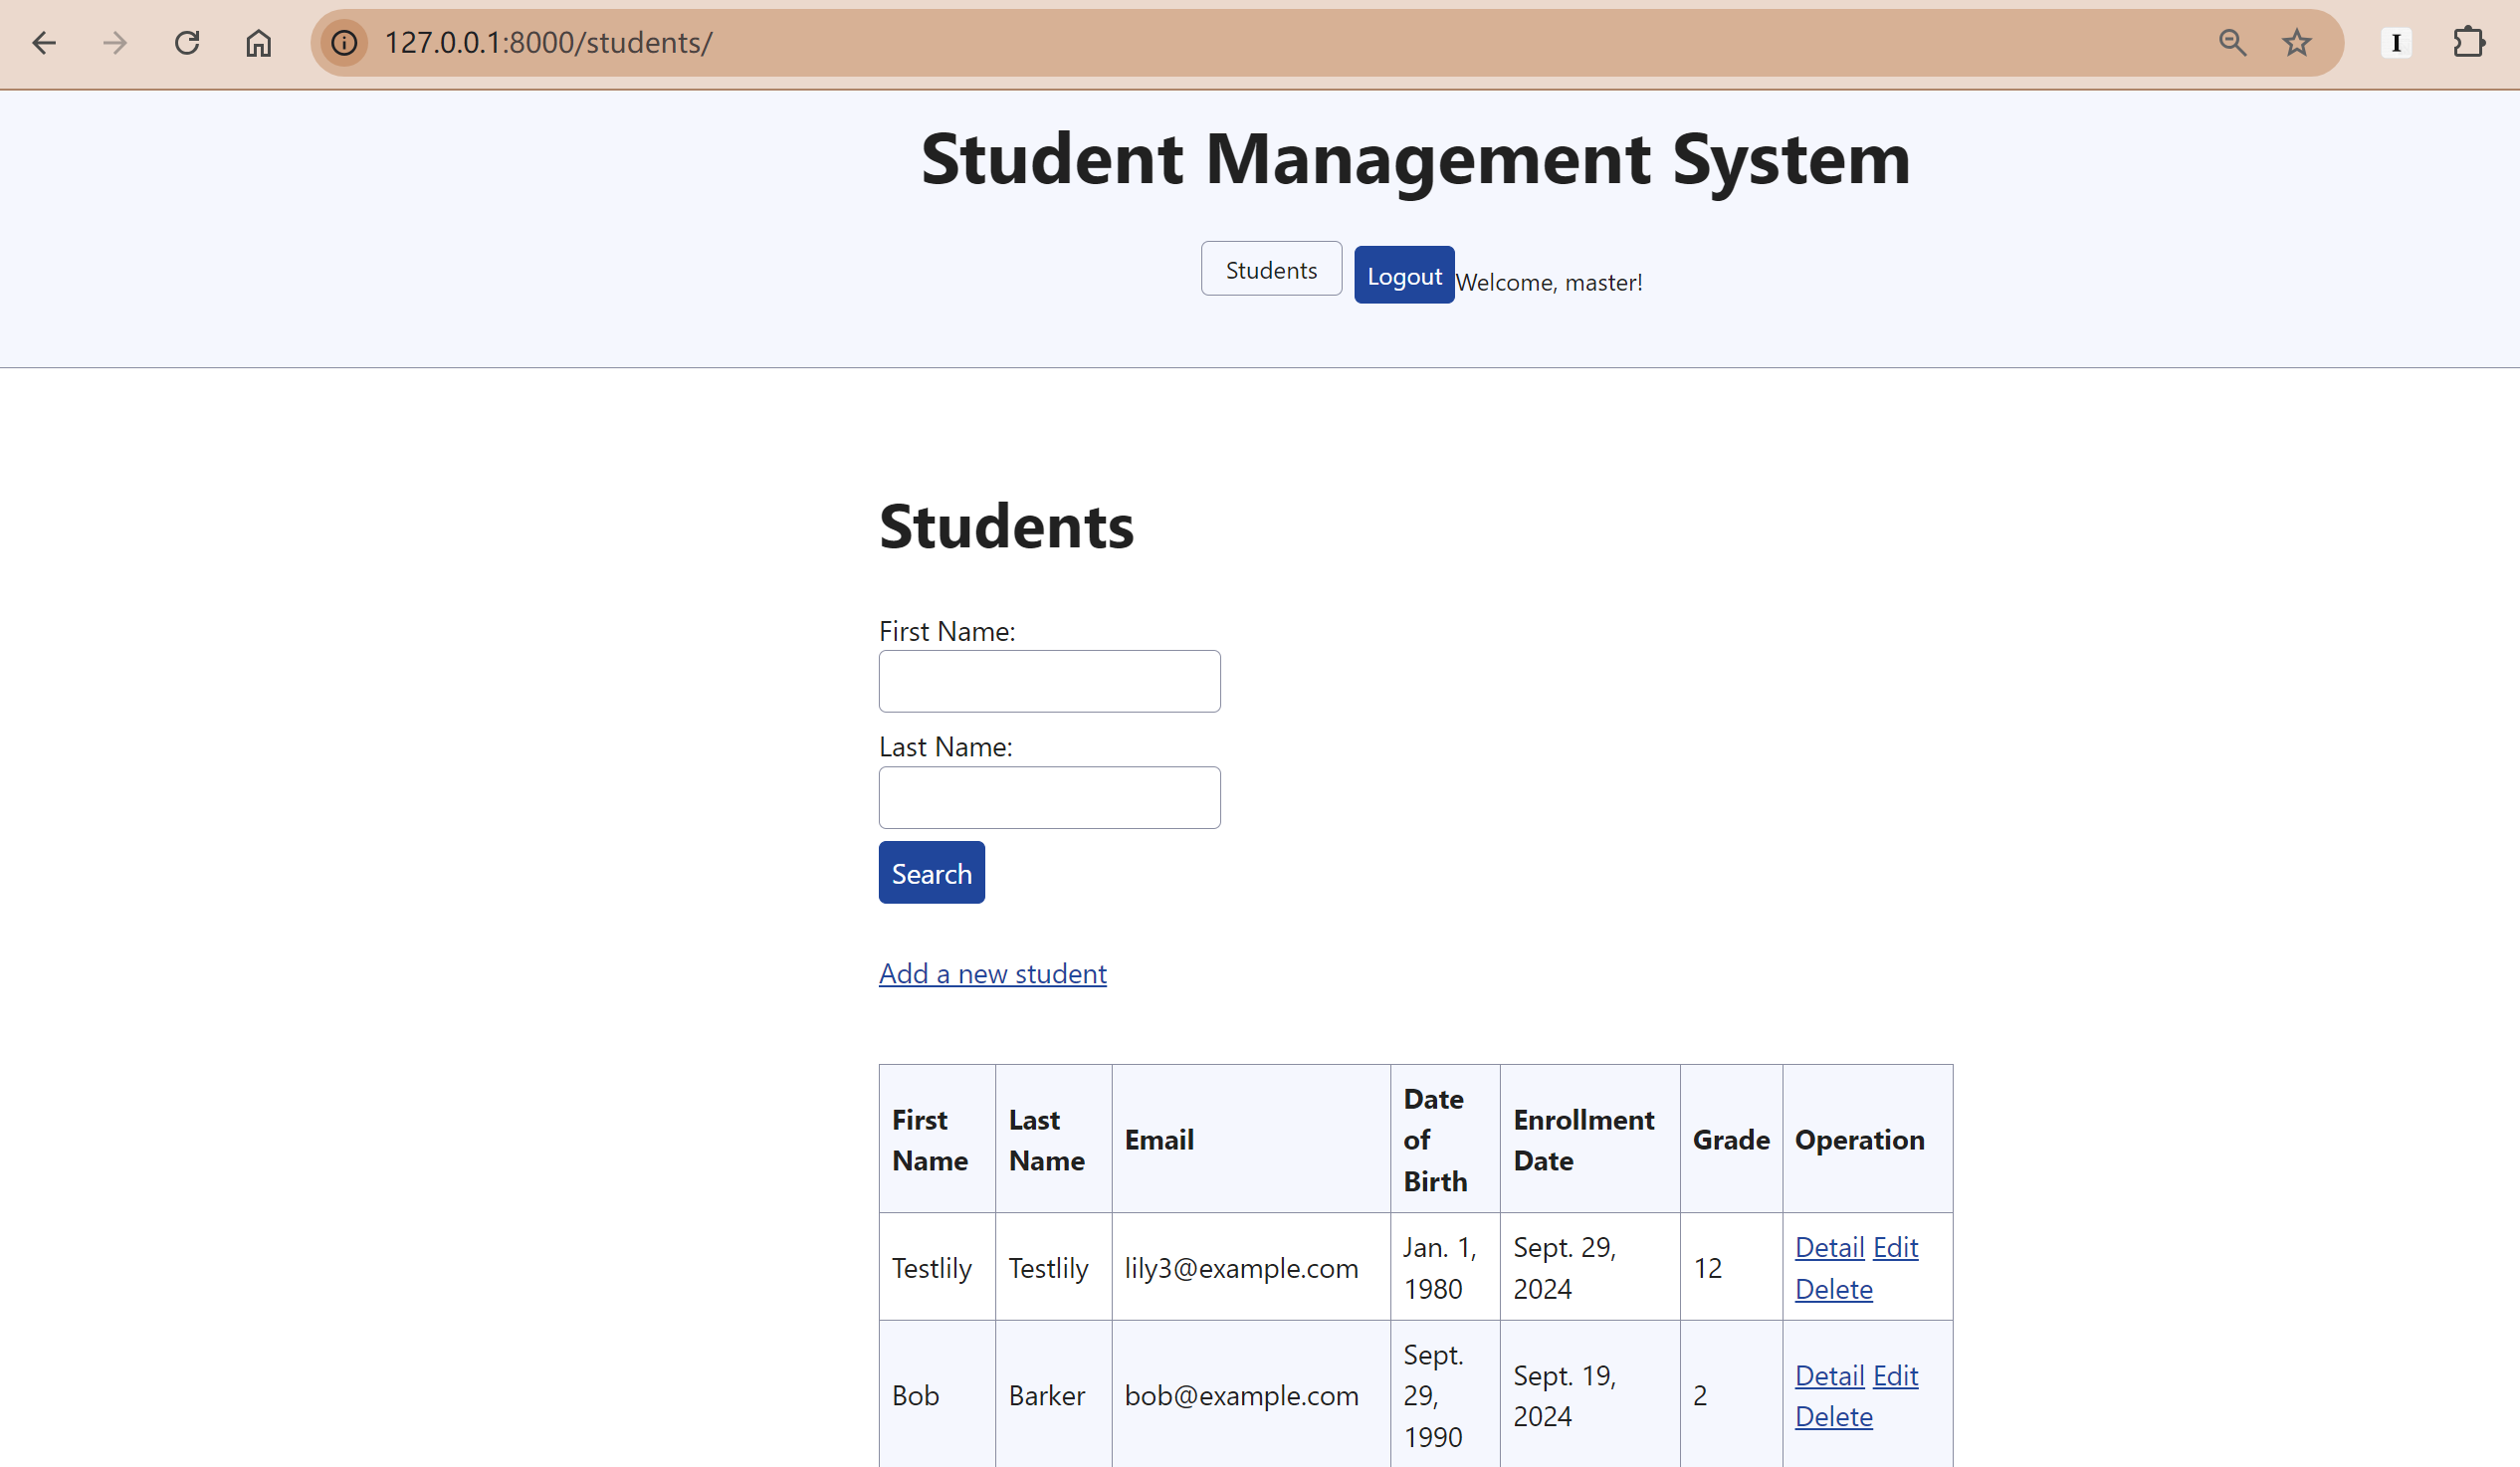 127.0.0.1:8000/students/
I
Student Management System
Students Logout Welcome, master!
Students
First Name:
Last Name:
Search
Add a new student
First Name Last Name Email Date of Birth Enrollment Date Grade Operation
Testlily Testlily lily3@example.com Jan. 1, 1980 Sept. 29, 2024 12 Detail Edit Delete
Bob Barker bob@example.com Sept. 29, 1990 Sept. 19, 2024 2 Detail Edit Delete